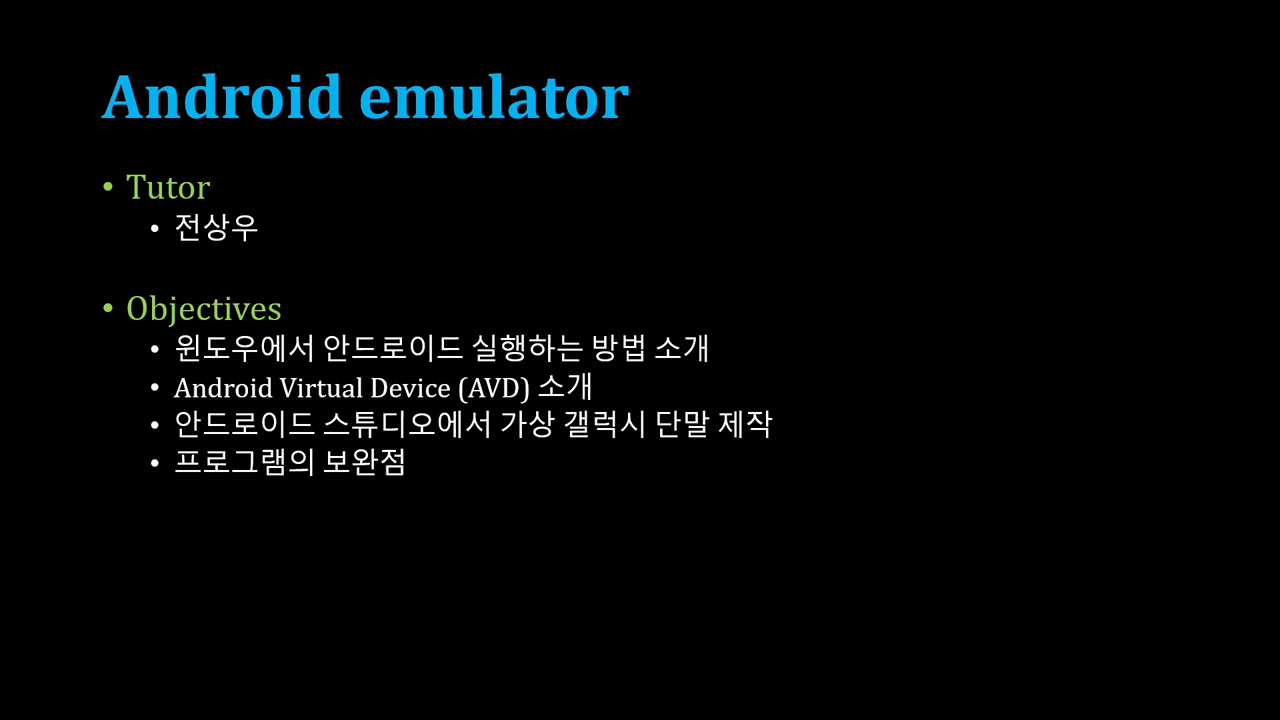 Android emulator
• Tutor
• 전상우
• Objectives
• 윈도우에서 안드로이드 실행하는 방법 소개
• Android Virtual Device (AVD) 소개
• 안드로이드 스튜디오에서 가상 갤럭시 단말 제작
• 프로그램의 보완점